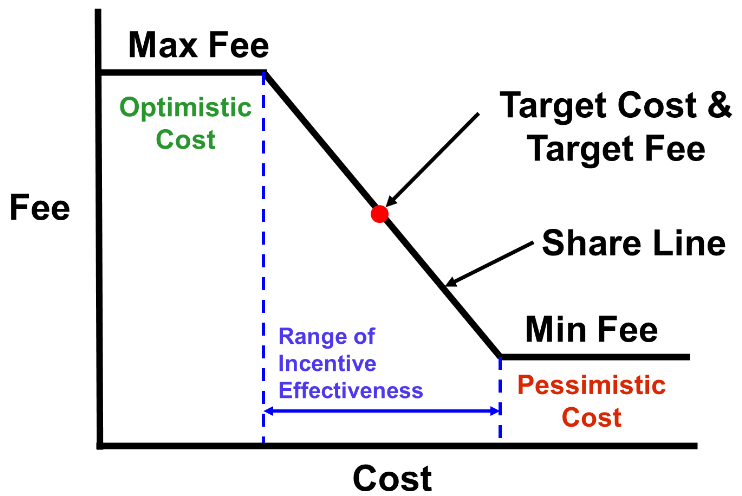 Max Fee
Optimistic
Cost
Target Cost &
Target Fee
Fee
Share Line
Range of
Incentive
Effectiveness
Min Fee
Pessimistic
Cost
Cost